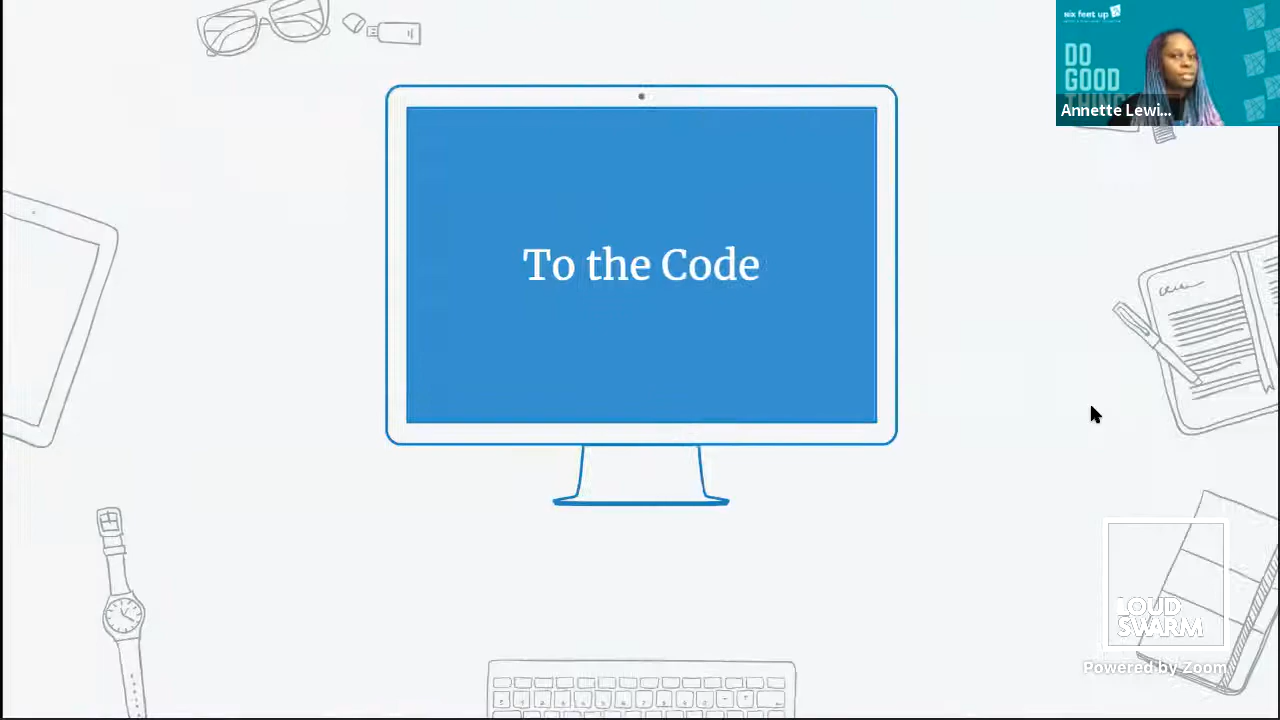 six feet up
DO
GOOD
Annette Lewi...
To the Code
LOUD
SWARM
Powered by Zoom